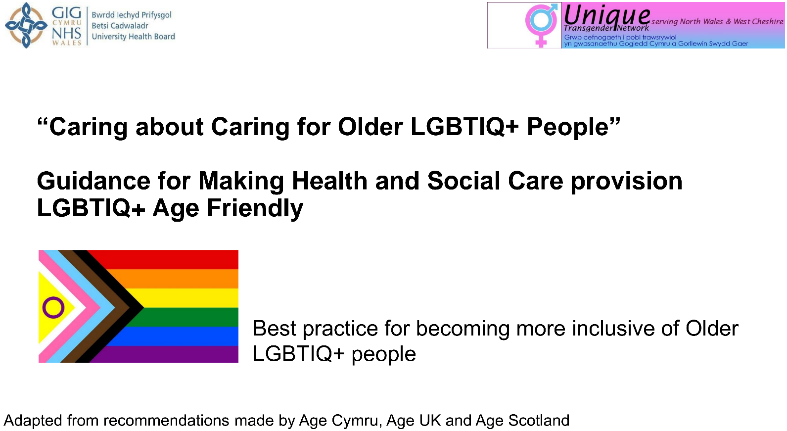 GIG
CYMRU
NHS
WALES
Bwrdd Iechyd Prifysgol
Betsi Cadwaladr
University Health Board
Unique serving North Wales & West Cheshire
Transgender Network
Grwp cefnogaeth i pobl trawsrywiol
yn gwasanaethu Gogledd Cymru a Gorllewin Swydd Gaer
“Caring about Caring for Older LGBTIQ+ People”
Guidance for Making Health and Social Care provision
LGBTIQ+ Age Friendly
Best practice for becoming more inclusive of Older
LGBTIQ+ people
Adapted from recommendations made by Age Cymru, Age UK and Age Scotland